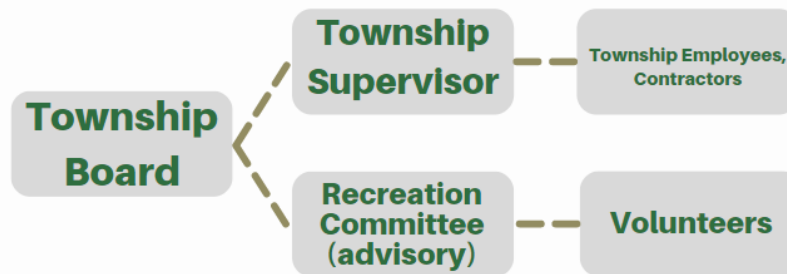 Township
Board
Township
Supervisor
Township Employees,
Contractors
Recreation
Committee
(advisory)
Volunteers